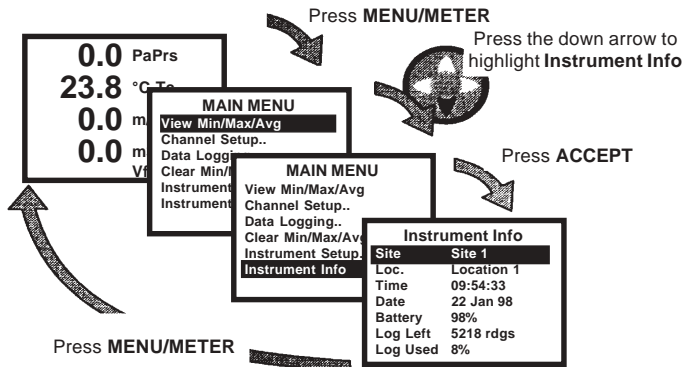 Press MENU/METER
Press the down arrow to
highlight Instrument Info
0.0 PaPrs
23.8 °C
0.0
0.0
MAIN MENU
View Min/Max/Avg
Channel Setup..
Data
Clear
Instrument
Instrument
MAIN MENU
View Min/Max/Avg
Channel Setup..
Data Logging..
Clear Min/Max/Avg
Instrument Setup.
Instrument Info
Press ACCEPT
Instrument Info
Site Site 1
Loc. Location 1
Time 09:54:33
Date 22 Jan 98
Battery 98%
Log Left 5218 rdgs
Log Used 8%
Press MENU/METER